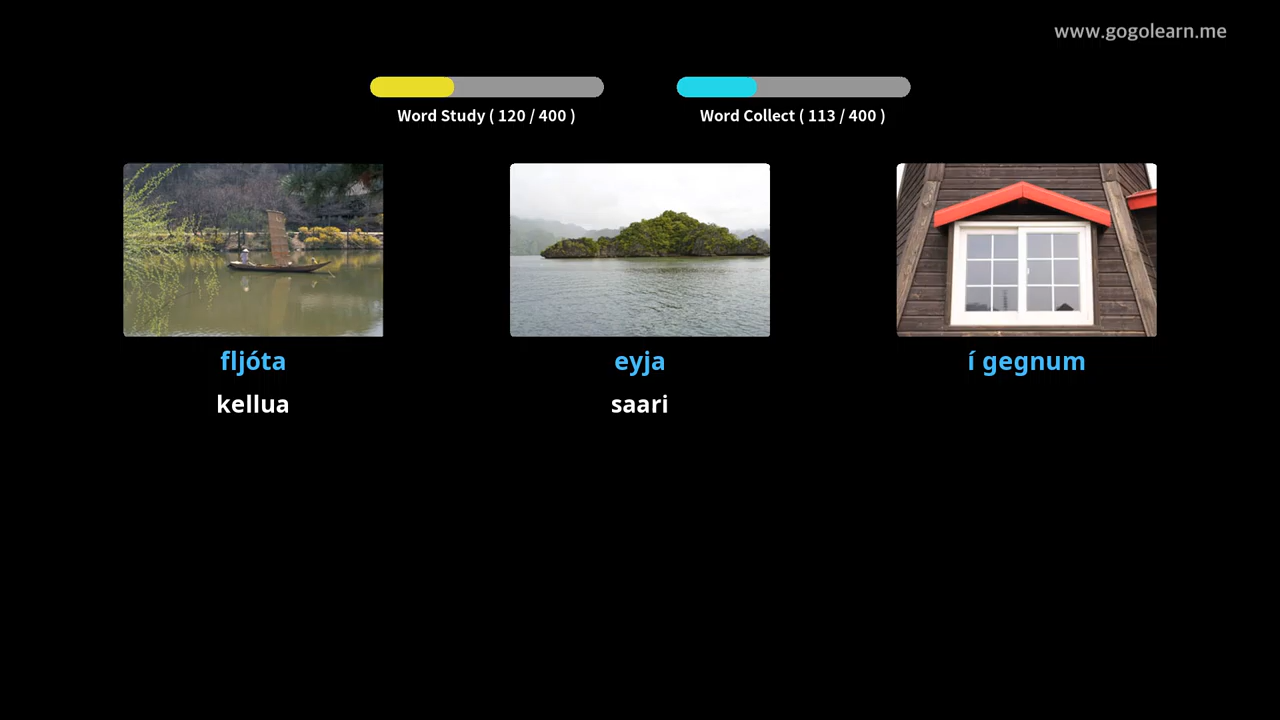 www.gogolearn.me
Word Study ( 120 / 400 )
Word Collect ( 113 / 400 )
fljóta
eyja
í gegnum
kellua
saari